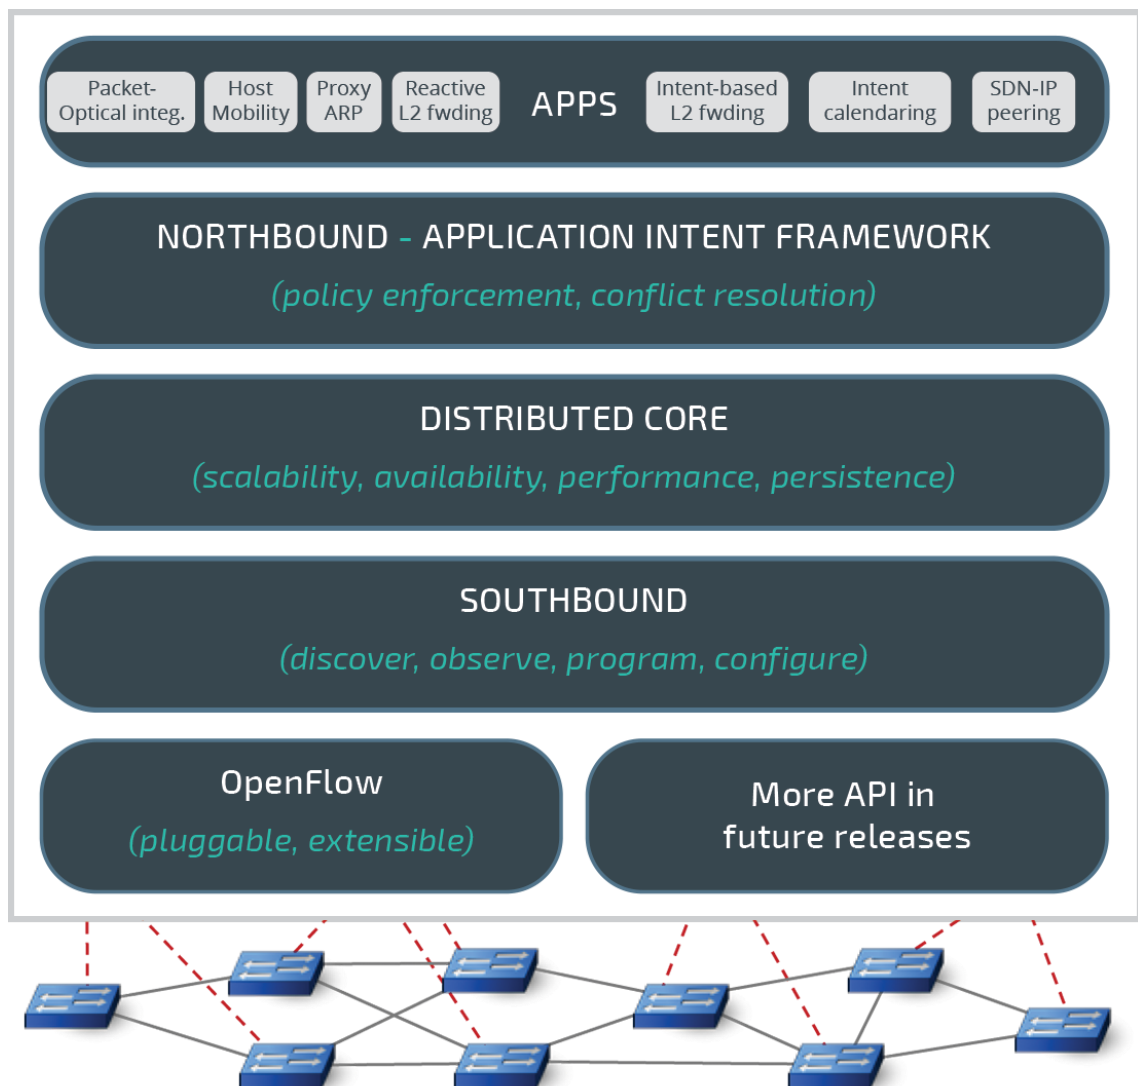 Packet-
Optical integ.
Host
Mobility
Proxy
ARP
Reactive
L2 fwding
APPS
Intent-based
L2 fwding
Intent
calendaring
SDN-IP
peering
NORTHBOUND - APPLICATION INTENT FRAMEWORK
(policy enforcement, conflict resolution)
DISTRIBUTED CORE
(scalability, availability, performance, persistence)
SOUTHBOUND
(discover, observe, program, configure)
OpenFlow
(pluggable, extensible)
More API in
future releases